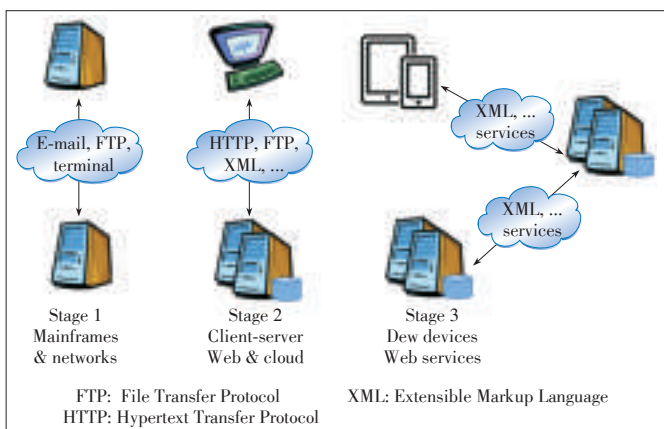 E-mail, FTP,
terminal
HTTP, FTP,
XML, ...
XML, ...
services
XML, ...
services
Stage 1
Mainframes
& networks
Stage 2
Client-server
Web & cloud
Stage 3
Dew devices
Web services
FTP: File Transfer Protocol
XML: Extensible Markup Language
HTTP: Hypertext Transfer Protocol